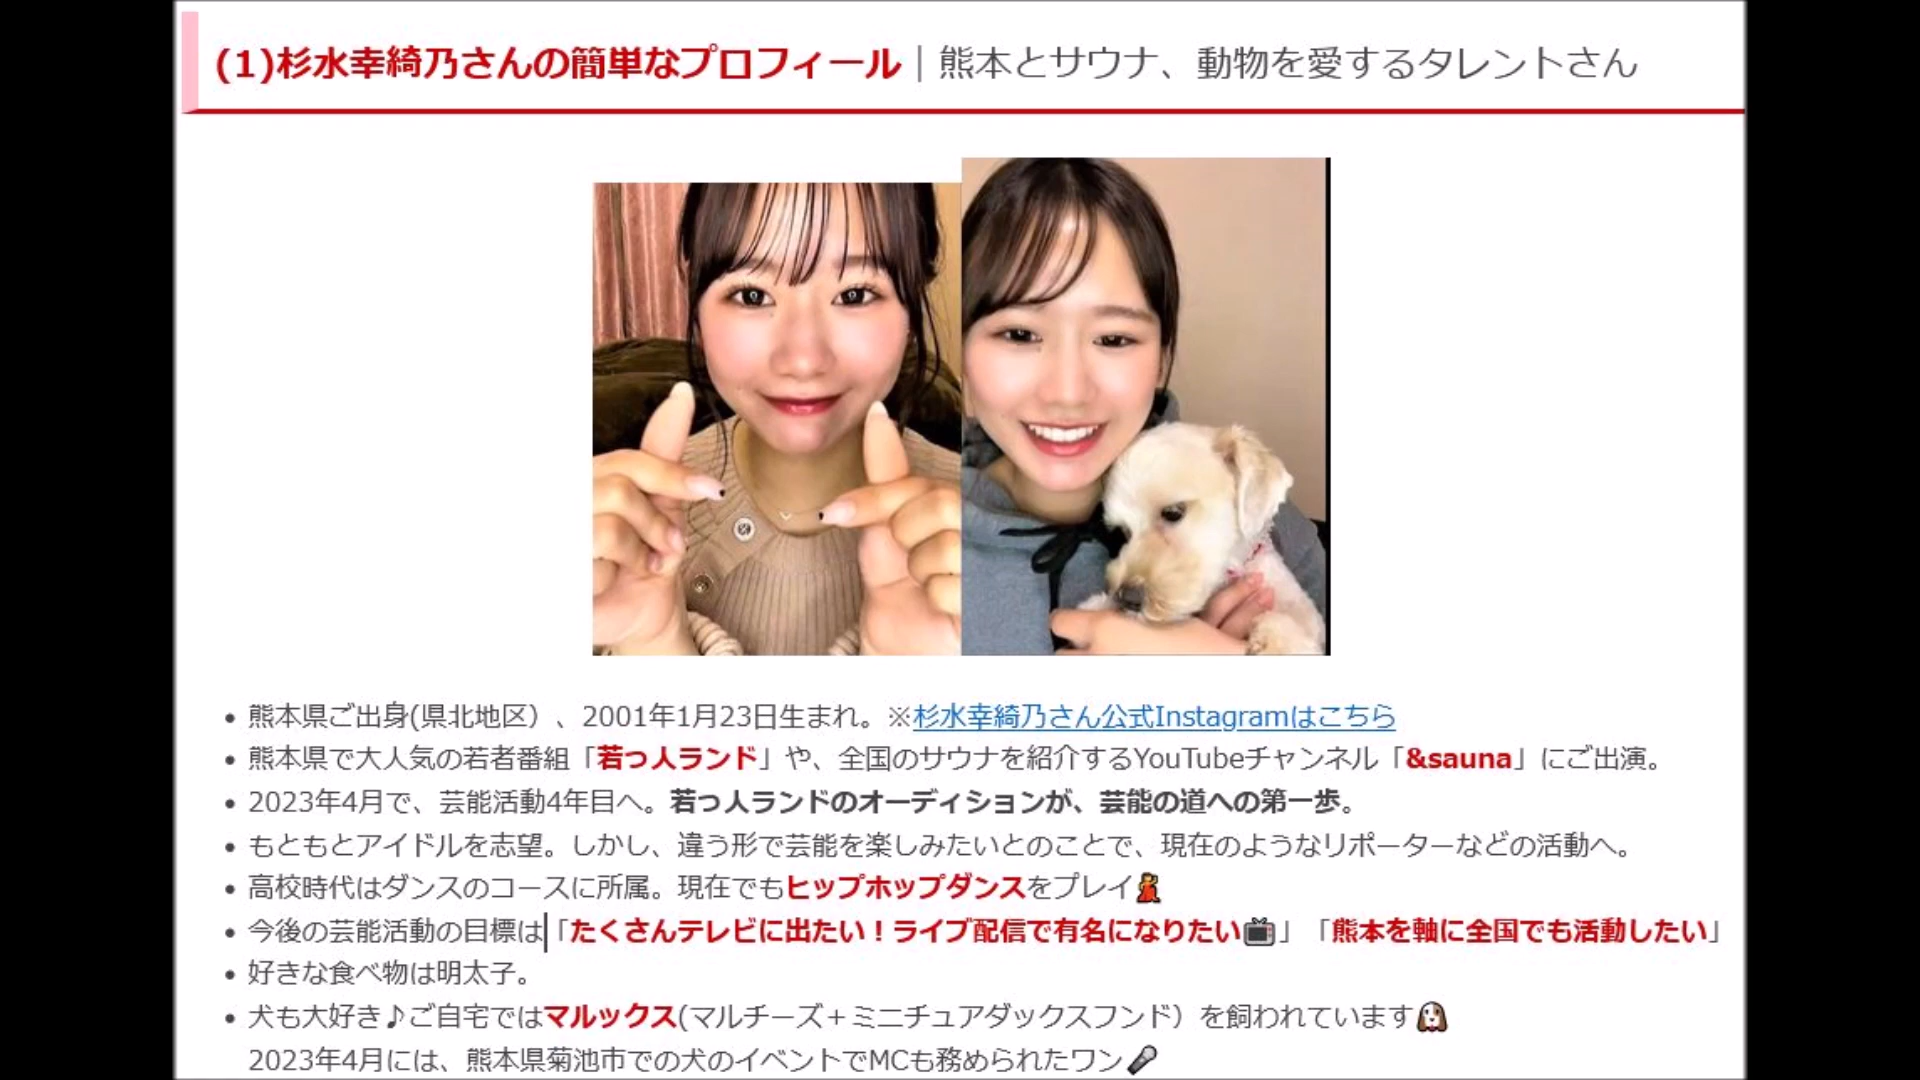 (1)杉水幸綺乃さんの簡単なプロフィール｜熊本とサウナ、動物を愛するタレントさん
• 熊本県ご出身(県北地区）、2001年1月23日生まれ。※杉水幸綺乃さん公式Instagramはこちら
• 熊本県で大人気の若者番組「若っ人ランド」や、全国のサウナを紹介するYouTubeチャンネル「&sauna」にご出演。
• 2023年4月で、芸能活動4年目へ。若っ人ランドのオーディションが、芸能の道への第一歩。
• もともとアイドルを志望。しかし、違う形で芸能を楽しみたいとのことで、現在のようなリポーターなどの活動へ。
• 高校時代はダンスのコースに所属。現在でもヒップホップダンスをプレイ💃
• 今後の芸能活動の目標は「たくさんテレビに出たい！ライブ配信で有名になりたい📺」「熊本を軸に全国でも活動したい」
• 好きな食べ物は明太子。
• 犬も大好き♪ご自宅ではマルックス(マルチーズ＋ミニチュアダックスフンド）を飼われています🐶
2023年4月には、熊本県菊池市での犬のイベントでMCも務められたワン🎤